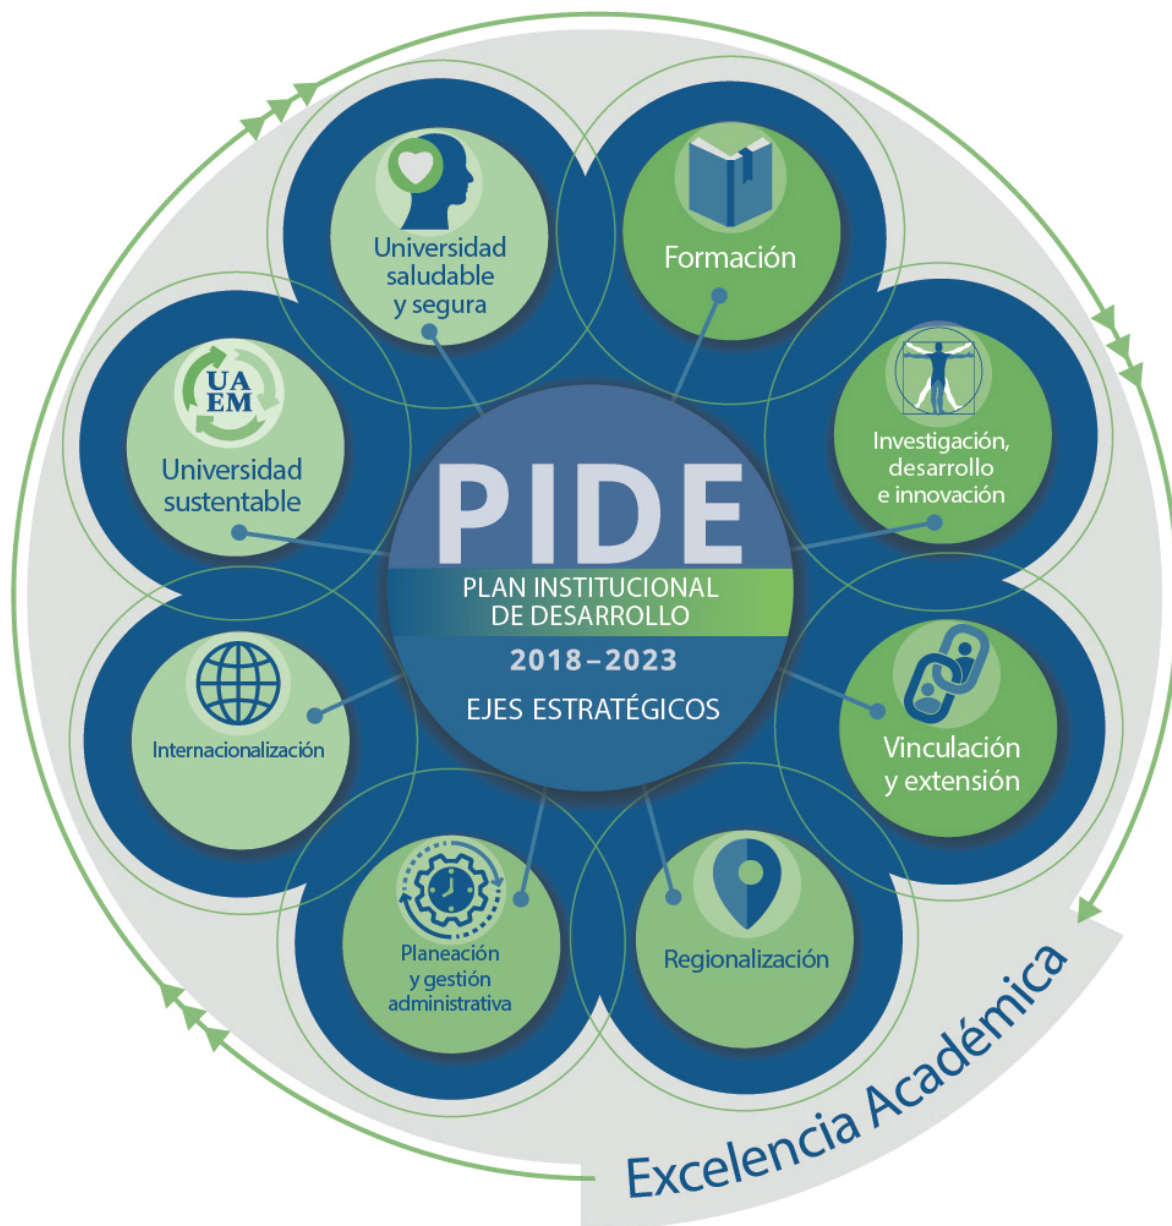 PIDE
PLAN INSTITUCIONAL
DE DESARROLLO
2018–2023
EJES ESTRATÉGICOS
Formación
Investigación,
desarrollo
e innovación
Vinculación
y extensión
Regionalización
Planeación
y gestión
administrativa
Internacionalización
UA
EM
Universidad
sustentable
Universidad
saludable
y segura
Excelencia Académica